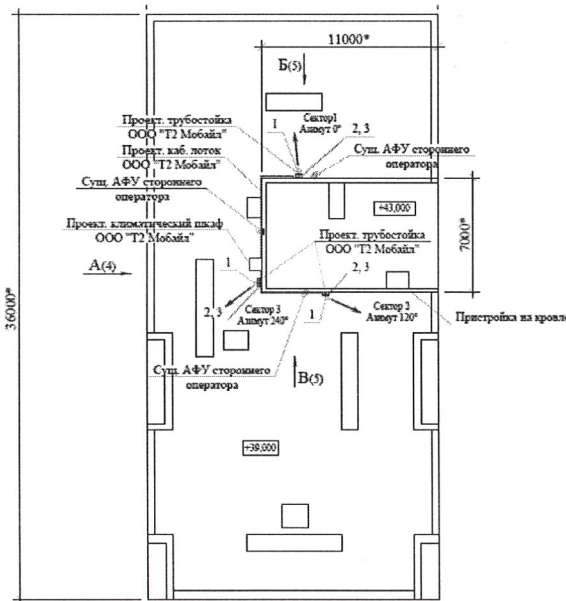 11000*
Б(5)
Проект. трубостойка
ООО "Т2 Мобайл"
1
Сектор1
Азимут 0°
2, 3
Проект. каб. лоток
ООО "Т2 Мобайл"
Сущ. АФУ стороннего
оператора
Сущ. АФУ стороннего
оператора
+43,000
7000*
Проект. климатический шкаф
ООО "Т2 Мобайл"
Проект. трубостойка
ООО "Т2 Мобайл"
А(4)
1
2, 3
2, 3
Сектор 3
Азимут 240°
1
Сектор 2
Азимут 120°
Пристройка на кровле
36000*
Сущ. АФУ стороннего
оператора
В(5)
+39,000